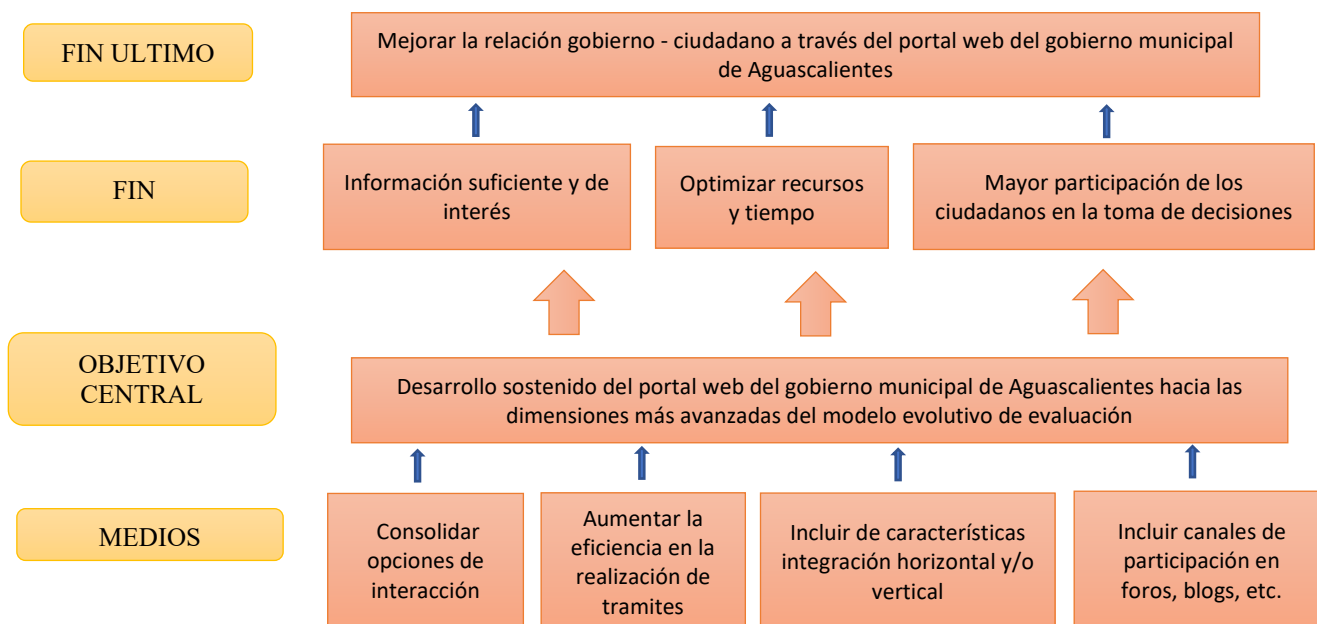 FIN ULTIMO
Mejorar la relación gobierno - ciudadano a través del portal web del gobierno municipal
de Aguascalientes
FIN
Información suficiente y de
interés
Optimizar recursos
y tiempo
Mayor participación de los
ciudadanos en la toma de decisiones
OBJETIVO
CENTRAL
Desarrollo sostenido del portal web del gobierno municipal de Aguascalientes hacia las
dimensiones más avanzadas del modelo evolutivo de evaluación
MEDIOS
Consolidar
opciones de
interacción
Aumentar la
eficiencia en la
realización de
tramites
Incluir de características
integración horizontal y/o
vertical
Incluir canales de
participación en
foros, blogs, etc.